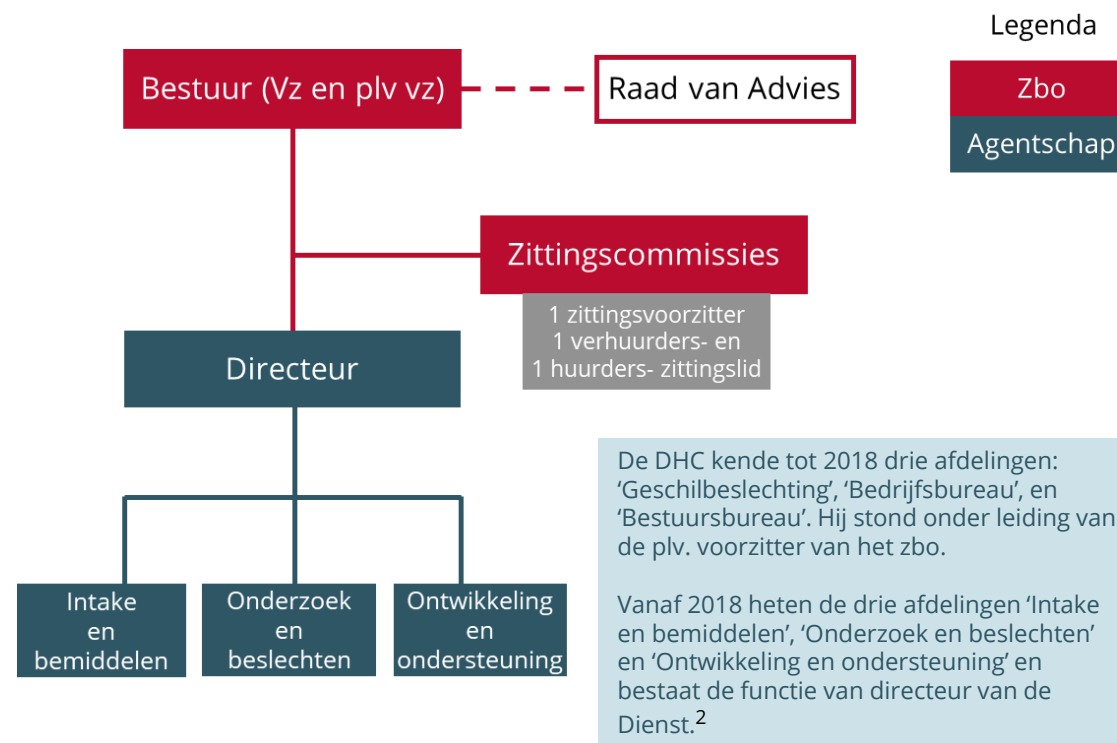 Legenda
Bestuur (Vz en plv vz)
Raad van Advies
Zbo
Agentschap
Zittingscommissies
1 zittingsvoorzitter
1 verhuurders- en
1 huurders- zittingslid
Directeur
De DHC kende tot 2018 drie afdelingen:
‘Geschilbeslechting’, ‘Bedrijfsbureau’, en
‘Bestuursbureau’. Hij stond onder leiding van
de plv. voorzitter van het zbo.
Vanaf 2018 heten de drie afdelingen ‘Intake
en bemiddelen’, ‘Onderzoek en beslechten’
en ‘Ontwikkeling en ondersteuning’ en
bestaat de functie van directeur van de
Dienst.2
Intake
en
bemiddelen
Onderzoek
en
beslechten
Ontwikkeling
en
ondersteuning